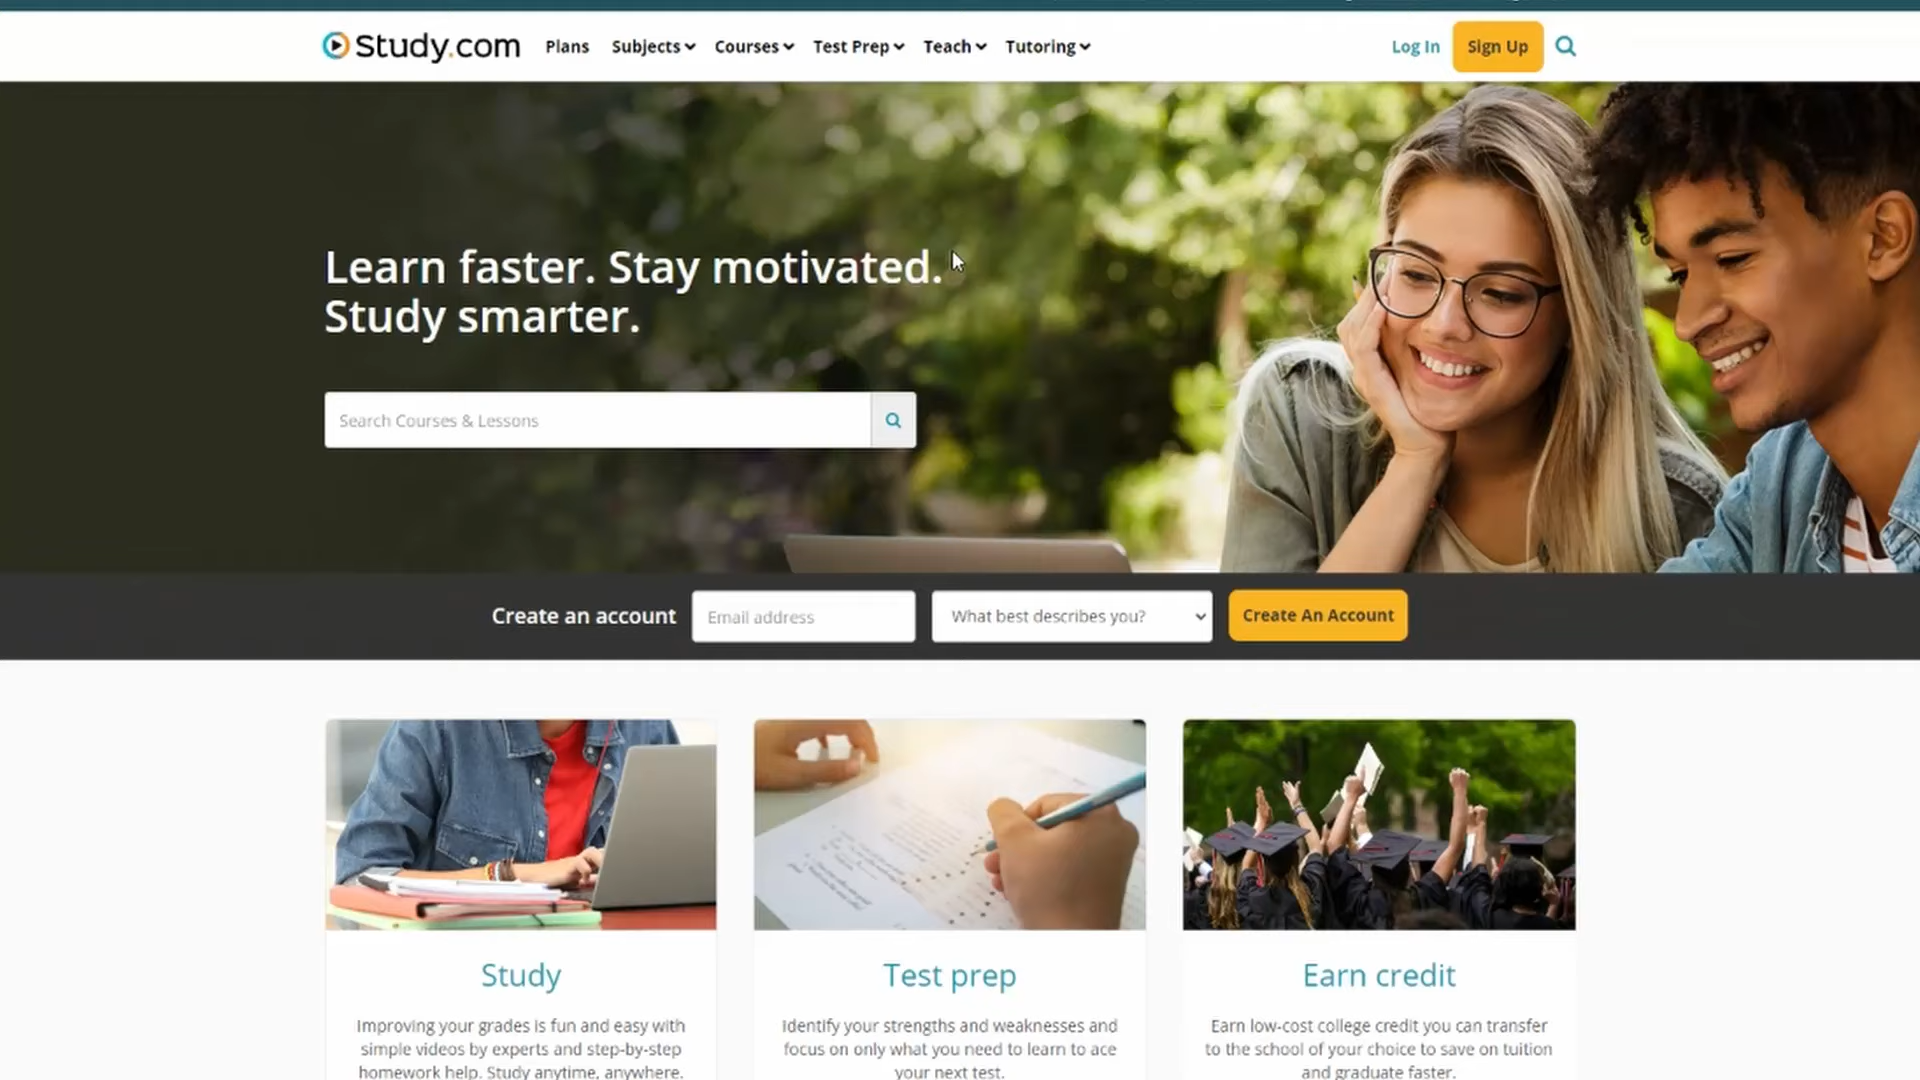 Study.com
Plans
Subjects
Courses
Test Prep
Teach
Tutoring
Log In
Sign Up
Learn faster. Stay motivated.
Study smarter.
Search Courses & Lessons
Create an account
Email address
What best describes you?
Create An Account
Study
Improving your grades is fun and easy with
simple videos by experts and step-by-step
homework help. Study anytime, anywhere.
Test prep
Identify your strengths and weaknesses and
focus on only what you need to learn to ace
your next test.
Earn credit
Earn low-cost college credit you can transfer
to the school of your choice to save on tuition
and graduate faster.